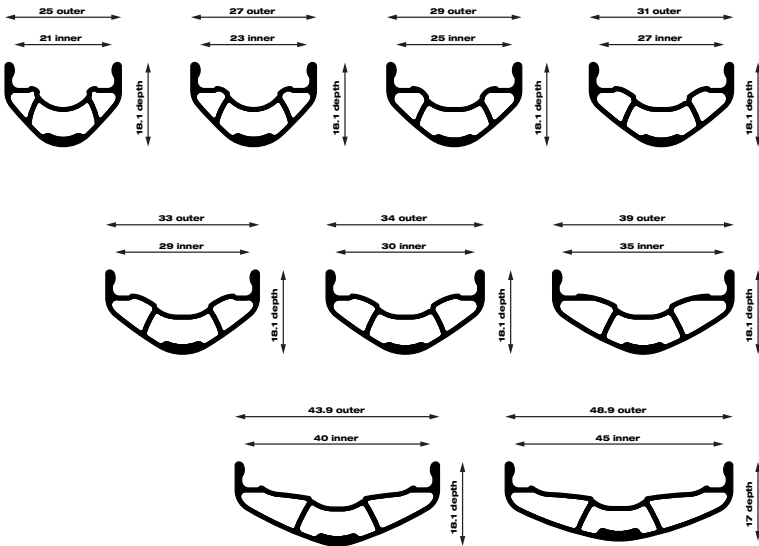 25 outer
27 outer
29 outer
31 outer
21 inner
23 inner
25 inner
27 inner
18.1 depth
18.1 depth
18.1 depth
18.1 depth
33 outer
34 outer
39 outer
29 inner
30 inner
35 inner
18.1 depth
18.1 depth
18.1 depth
43.9 outer
48.9 outer
40 inner
45 inner
18.1 depth
17 depth